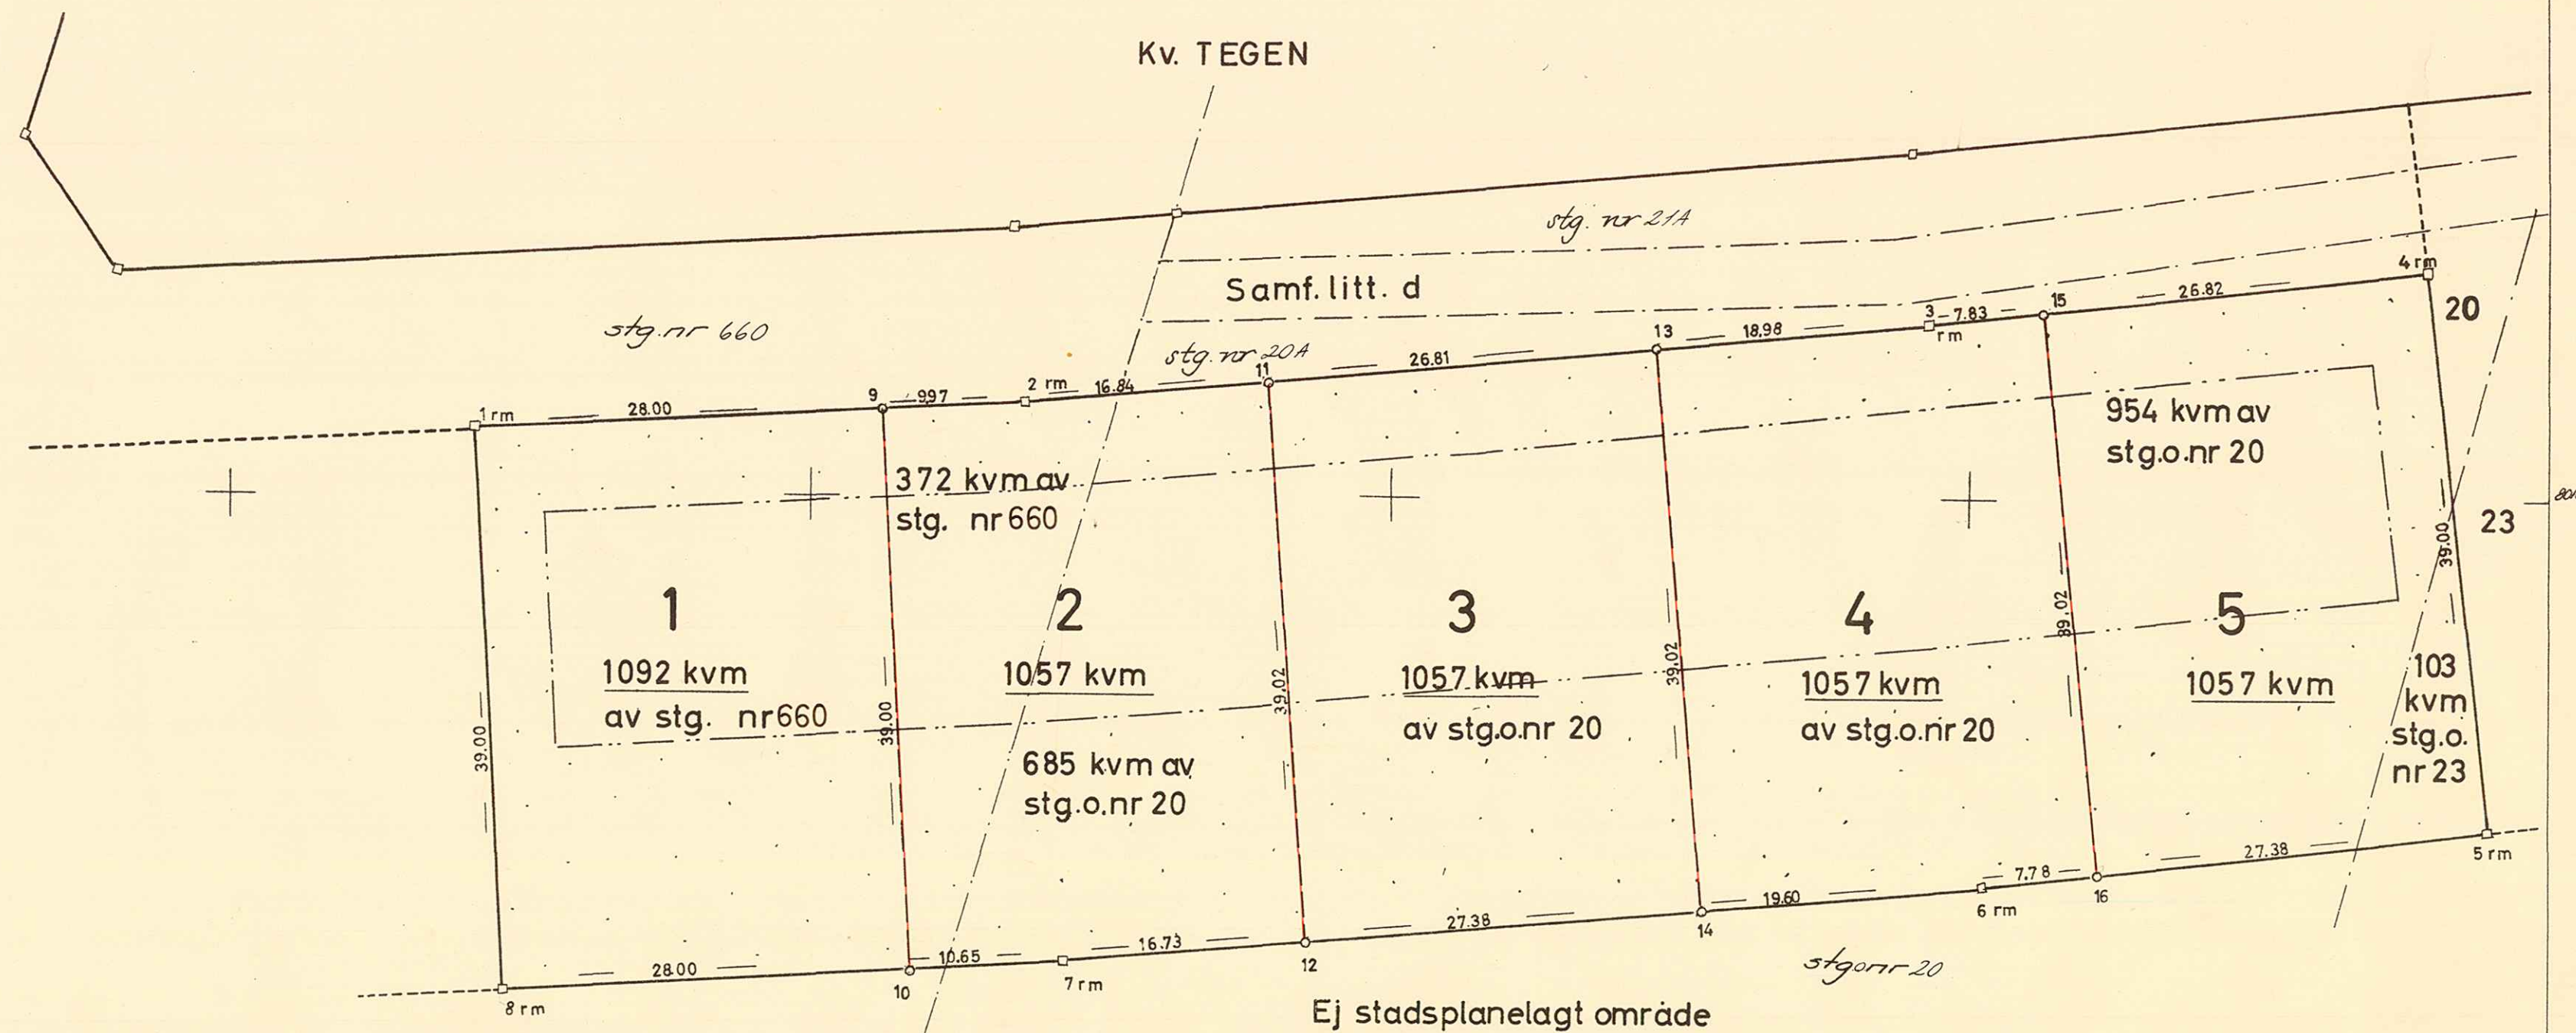 Kv. TEGEN
stg. nr 21A
Samf. litt. d
stg. nr 660
stg. nr 20A
1 rm
28.00
9
9.97
2 rm
16.84
11
26.81
13
18.98
3
rm
7.83
15
26.82
4 rm
20
23
372 kvm av
stg. nr 660
954 kvm av
stg.o.nr 20
1
1092 kvm
av stg. nr 660
2
1057 kvm
685 kvm av
stg.o.nr 20
3
1057 kvm
av stg.o.nr 20
4
1057 kvm
av stg.o.nr 20
5
1057 kvm
103
kvm
stg.o.
nr 23
39.00
39.00
39.02
39.02
39.02
39.00
8 rm
28.00
10
10.65
7 rm
16.73
12
27.38
14
19.60
6 rm
7.78
16
27.38
5 rm
stgonr 20
Ej stadsplanelagt område